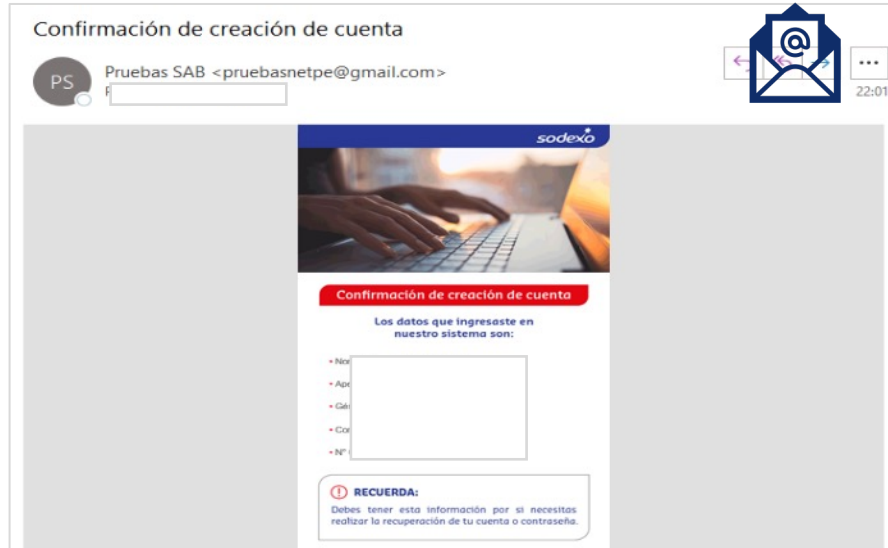 Confirmación de creación de cuenta
PS
Pruebas SAB <pruebasnetpe@gmail.com>
@
22:01
sodexo
Confirmación de creación de cuenta
Los datos que ingresaste en
nuestro sistema son:
RECUERDA:
Debes tener esta información por si necesitas
realizar la recuperación de tu cuenta o contraseña.